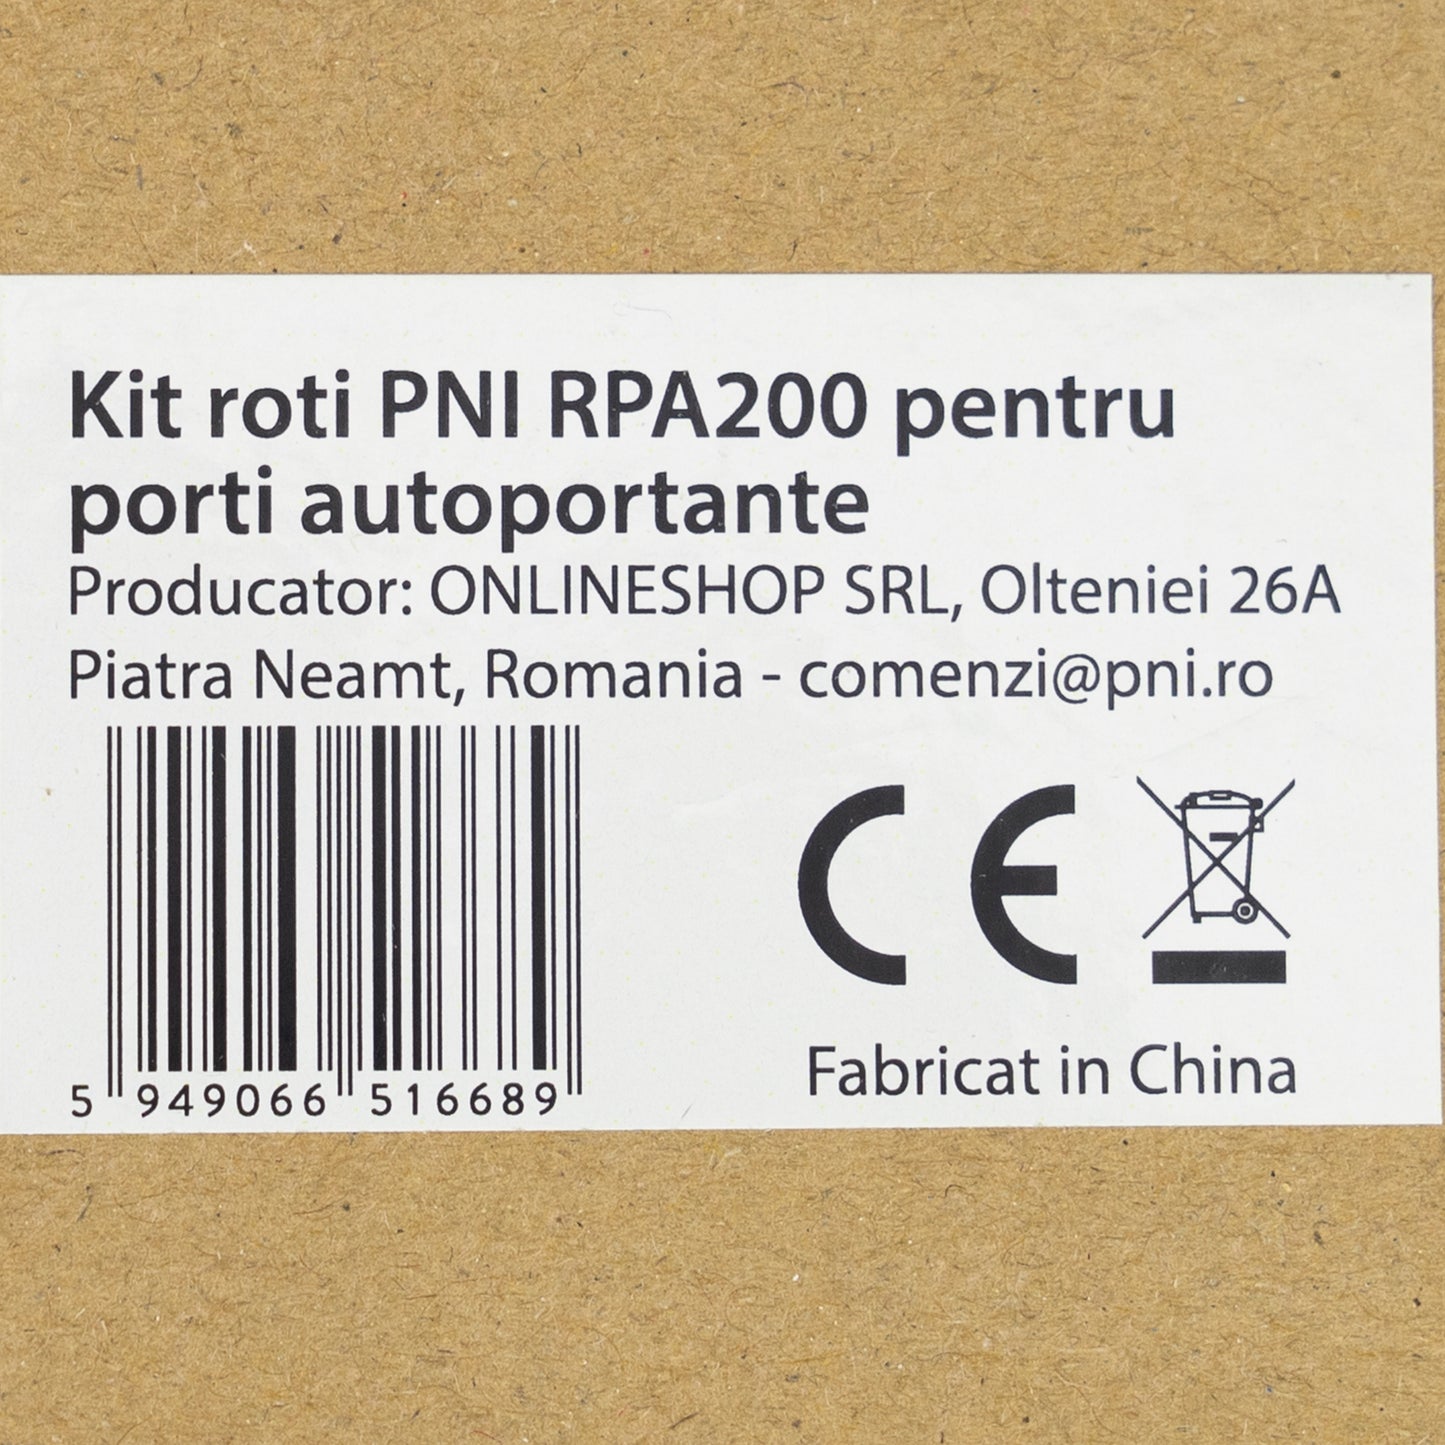 Kit roti PNI RPA200 pentru
porti autoportante
Producator: ONLINESHOP SRL, Olteniei 26A
Piatra Neamt, Romania - comenzi@pni.ro
5 949066 516689
CE
Fabricat in China